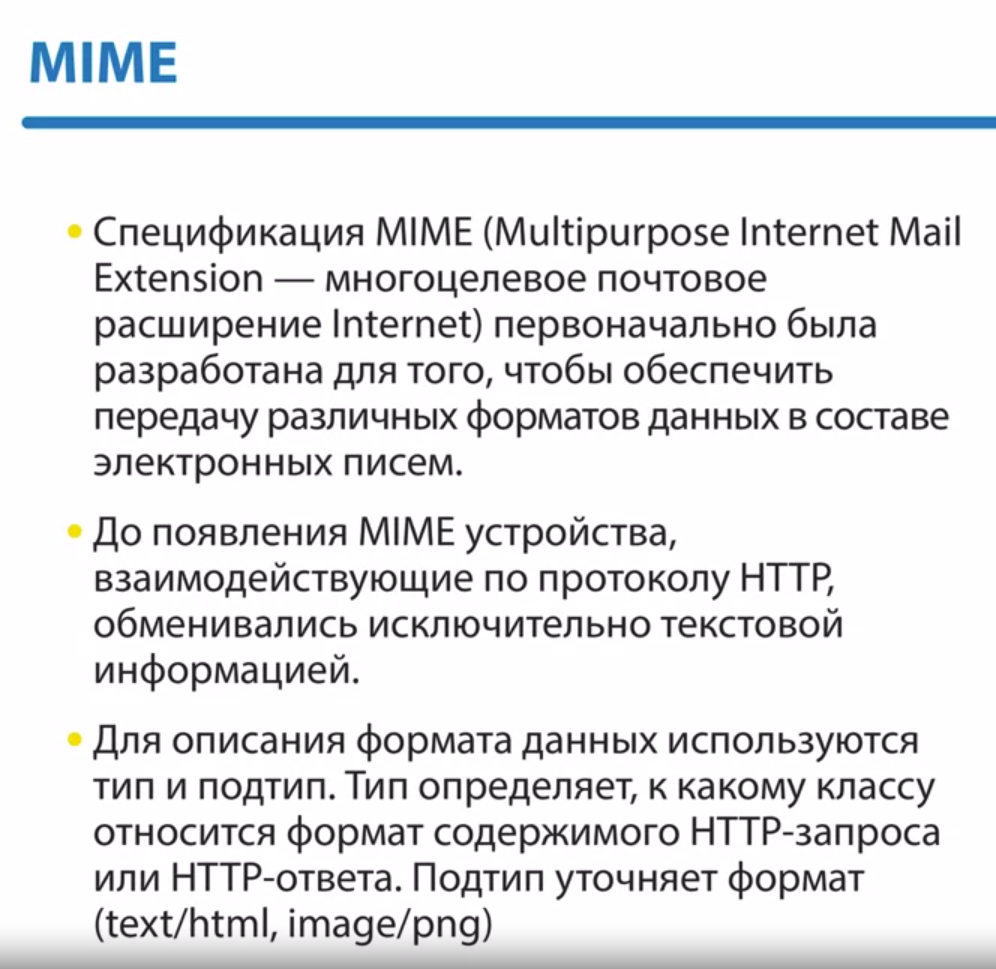 MIME
• Спецификация MIME (Multipurpose Internet Mail
Extension — многоцелевое почтовое
расширение Internet) первоначально была
разработана для того, чтобы обеспечить
передачу различных форматов данных в составе
электронных писем.
• До появления MIME устройства,
взаимодействующие по протоколу HTTP,
обменивались исключительно текстовой
информацией.
• Для описания формата данных используются
тип и подтип. Тип определяет, к какому классу
относится формат содержимого HTTP-запроса
или HTTP-ответа. Подтип уточняет формат
(text/html, image/png)